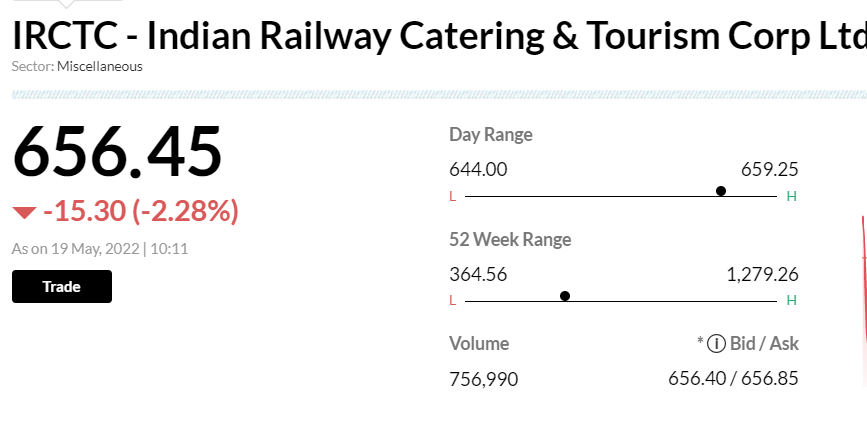 IRCTC - Indian Railway Catering & Tourism Corp Ltd
Sector: Miscellaneous
656.45
-15.30 (-2.28%)
As on 19 May, 2022 | 10:11
Trade
Day Range
644.00 659.25
L H
52 Week Range
364.56 1,279.26
L H
Volume * i Bid / Ask
756,990 656.40 / 656.85